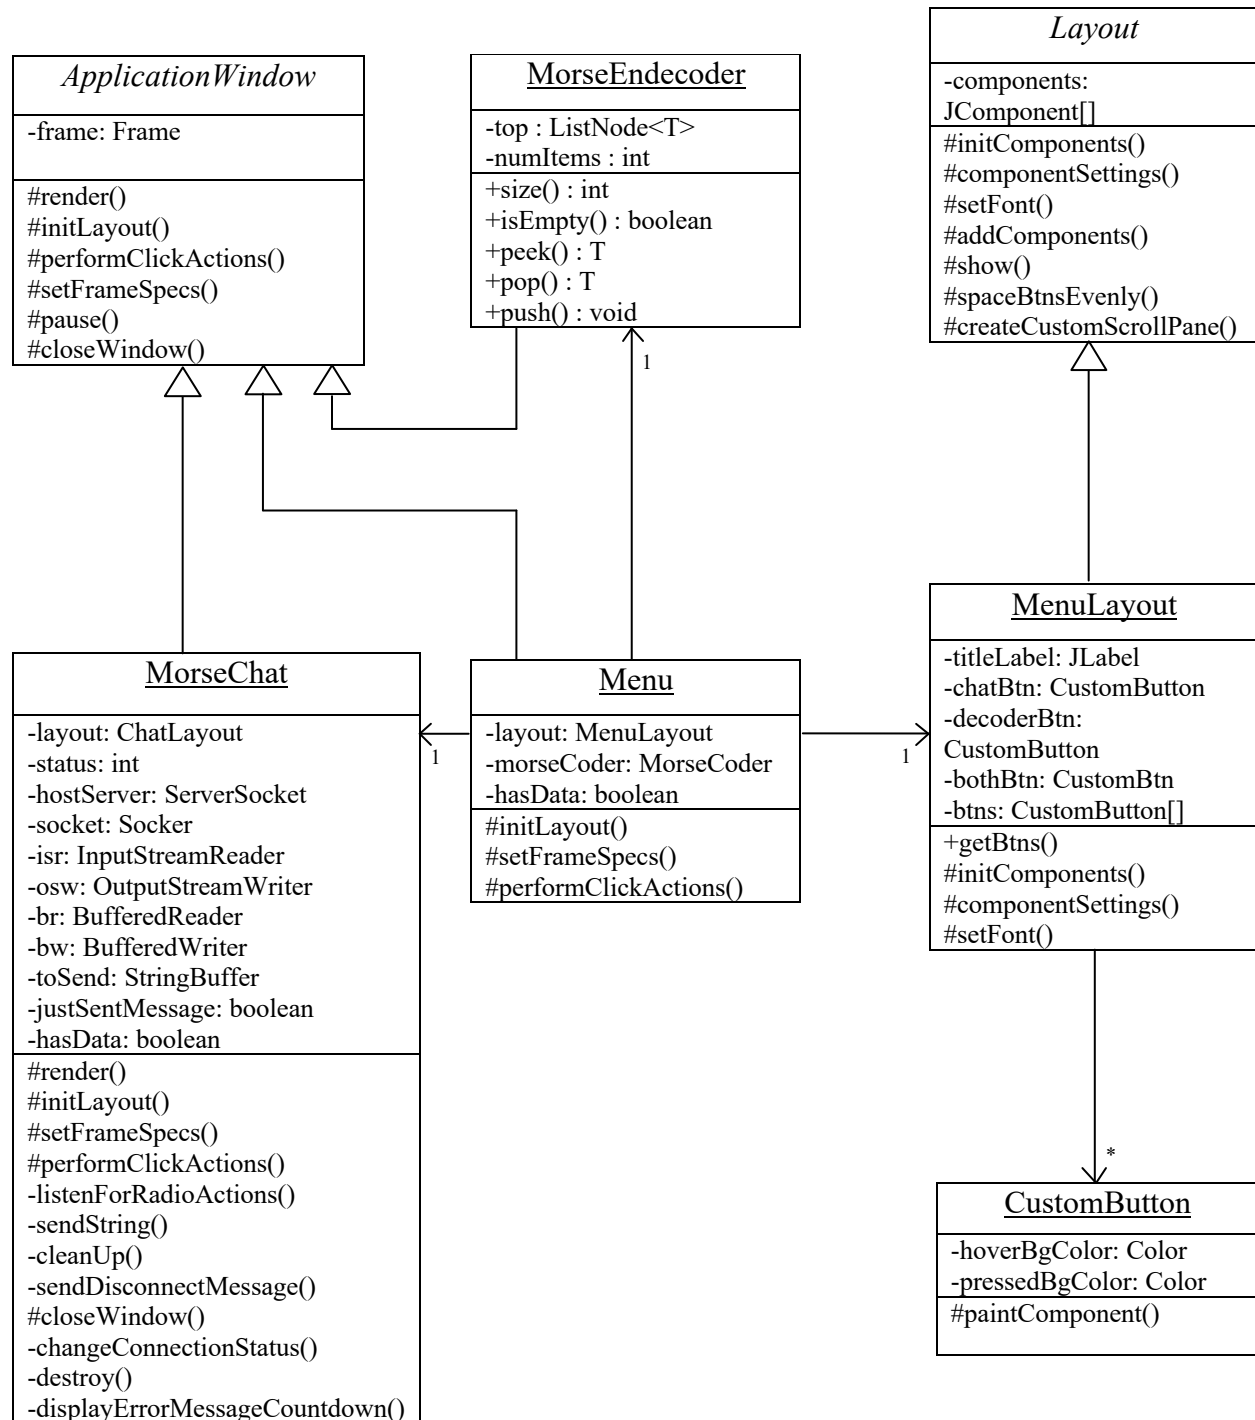 ApplicationWindow
-frame: Frame
#render()
#initLayout()
#performClickActions()
#setFrameSpecs()
#pause()
#closeWindow()
MorseEndecoder
-top : ListNode<T>
-numItems : int
+size() : int
+isEmpty() : boolean
+peek() : T
+pop() : T
+push() : void
1
Layout
-components:
JComponent[]
#initComponents()
#componentSettings()
#setFont()
#addComponents()
#show()
#spaceBtnsEvenly()
#createCustomScrollPane()
MorseChat
-layout: ChatLayout
-status: int
-hostServer: ServerSocket
-socket: Socker
-isr: InputStreamReader
-osw: OutputStreamWriter
-br: BufferedReader
-bw: BufferedWriter
-toSend: StringBuffer
-justSentMessage: boolean
-hasData: boolean
#render()
#initLayout()
#setFrameSpecs()
#performClickActions()
-listenForRadioActions()
-sendString()
-cleanUp()
-sendDisconnectMessage()
#closeWindow()
-changeConnectionStatus()
-destroy()
-displayErrorMessageCountdown()
1
Menu
-layout: MenuLayout
-morseCoder: MorseCoder
-hasData: boolean
#initLayout()
#setFrameSpecs()
#performClickActions()
1
MenuLayout
-titleLabel: JLabel
-chatBtn: CustomButton
-decoderBtn:
CustomButton
-bothBtn: CustomBtn
-btns: CustomButton[]
+getBtns()
#initComponents()
#componentSettings()
#setFont()
*
CustomButton
-hoverBgColor: Color
-pressedBgColor: Color
#paintComponent()